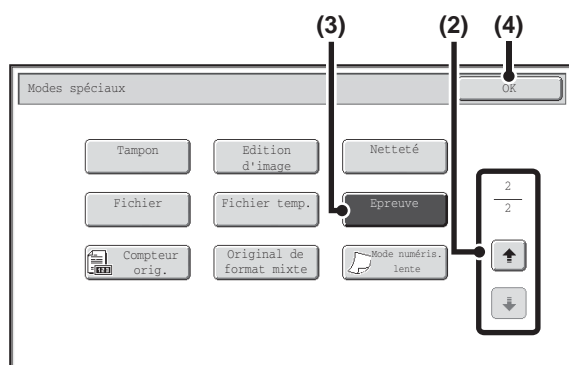 (3) (2) (4)
Modes spéciaux OK
Tampon Edition d'image Netteté
Fichier Fichier temp. Epreuve
2
2
123 Compteur orig. Original de format mixte Mode numéris. lente